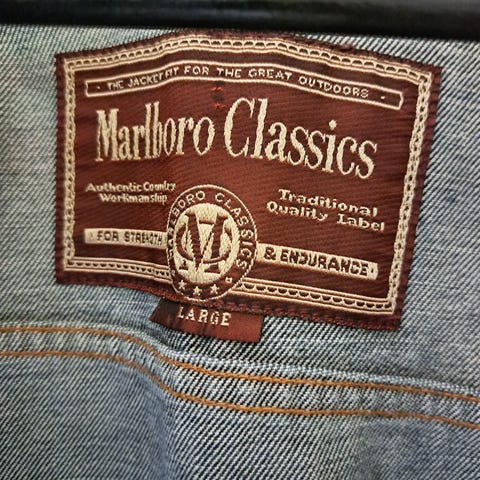 · THE JACKET FIT FOR THE GREAT OUTDOORS ·
Marlboro Classics
Authentic Country
Workmanship
Traditional
Quality Label
· FOR STRENGTH
MARLBORO CLASSICS
MC
& ENDURANCE ·
LARGE